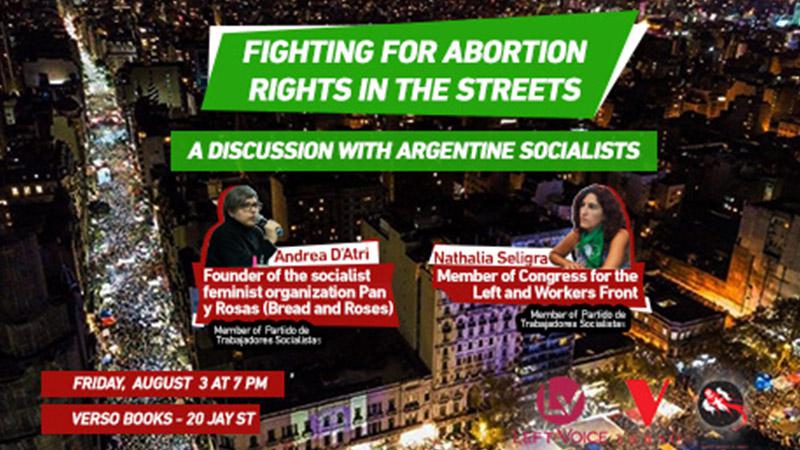 FIGHTING FOR ABORTION
RIGHTS IN THE STREETS
A DISCUSSION WITH ARGENTINE SOCIALISTS
Andrea D'Atri
Founder of the socialist
feminist organization Pan
y Rosas (Bread and Roses)
Member of Partido de
Trabajadores Socialistas
Nathalia Seligra
Member of Congress for the
Left and Workers Front
Member of Partido de
Trabajadores Socialistas
FRIDAY, AUGUST 3 AT 7 PM
VERSO BOOKS - 20 JAY ST
LV
LEFT VOICE
V